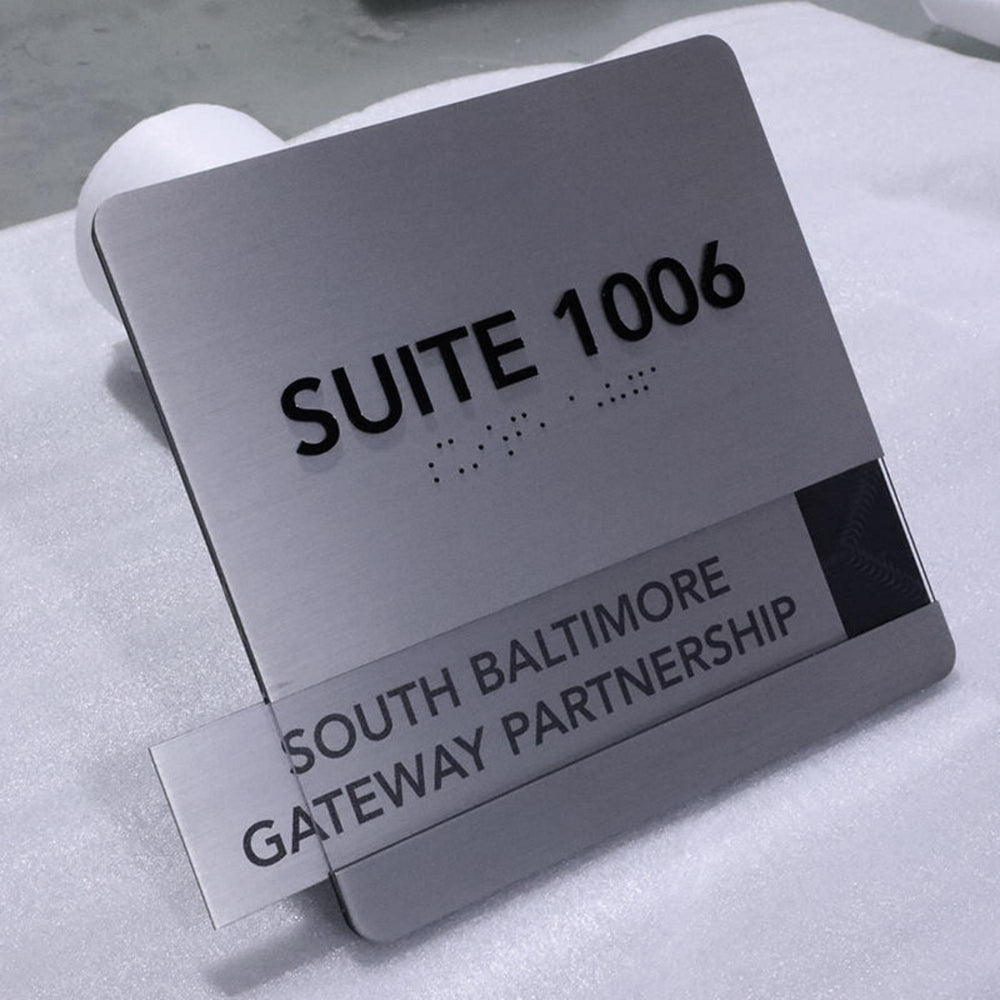 SUITE 1006
SOUTH BALTIMORE
GATEWAY PARTNERSHIP